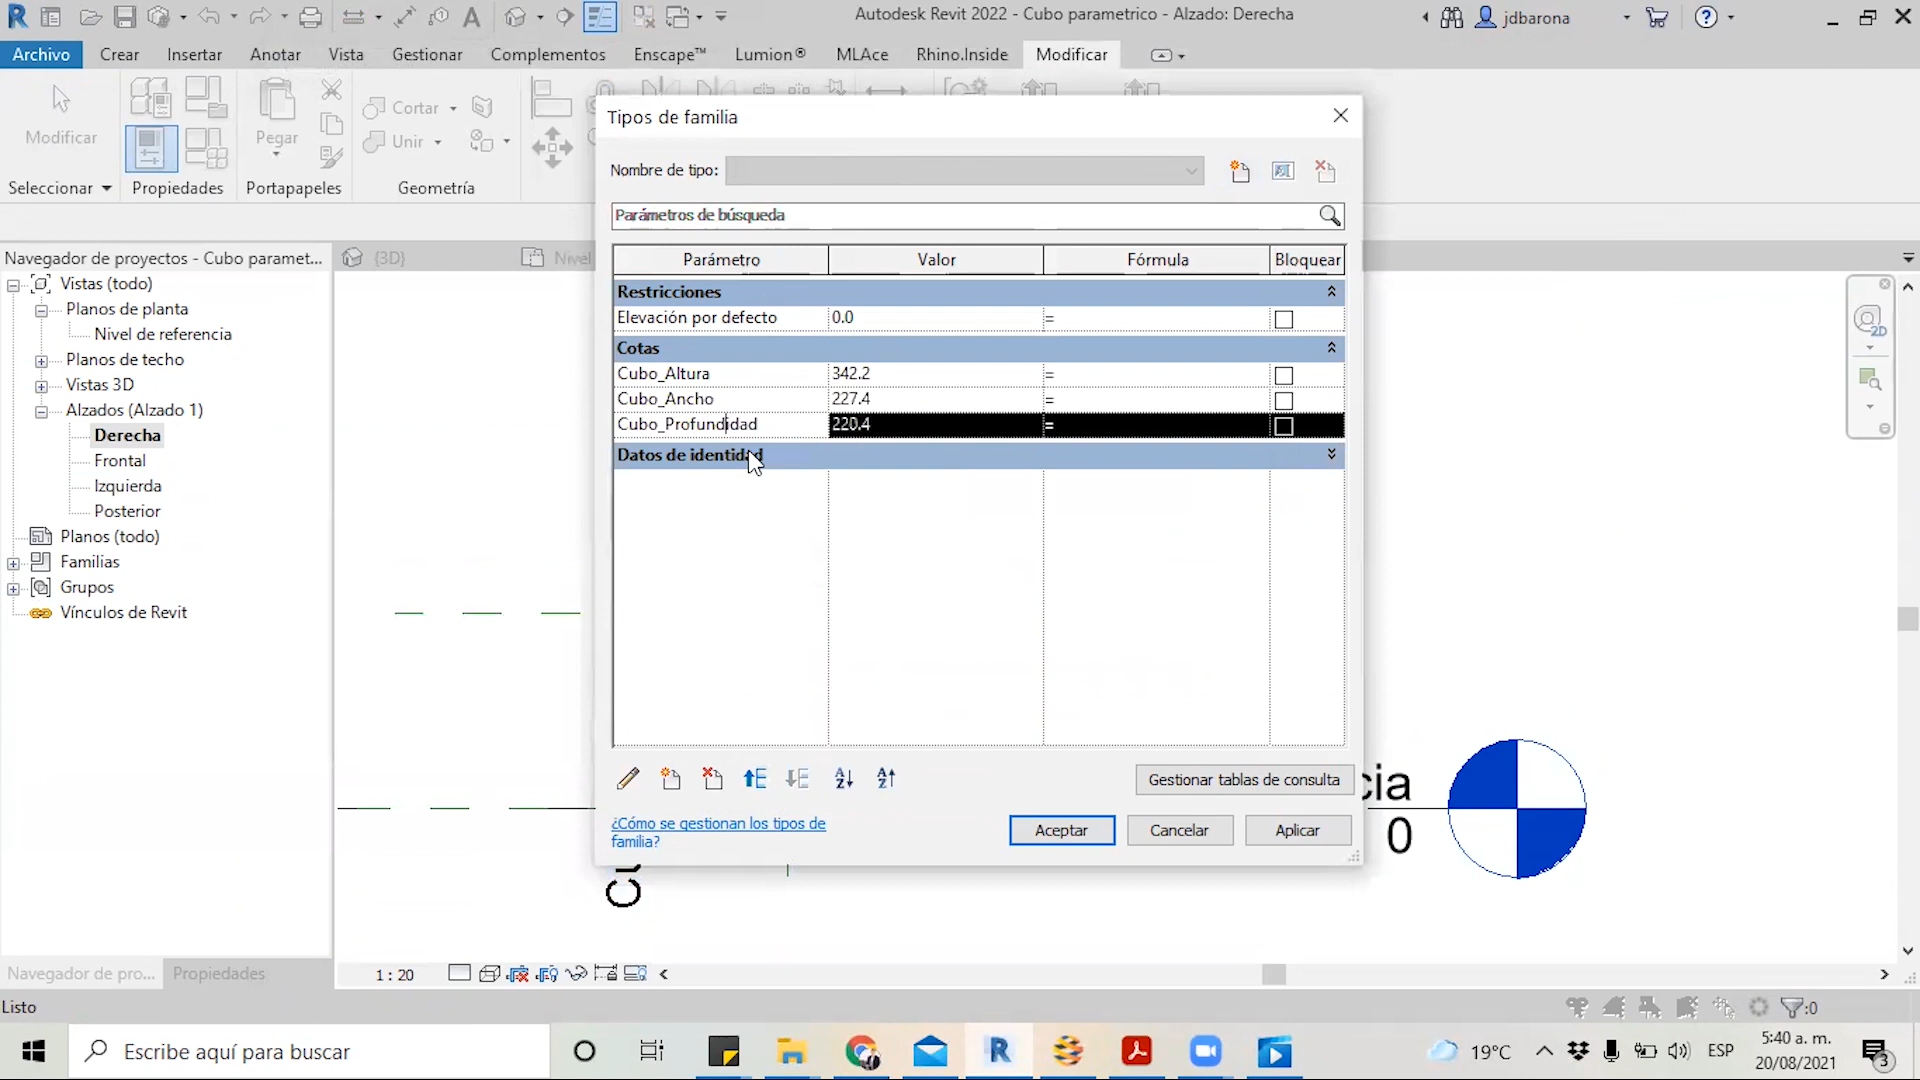 Autodesk Revit 2022 - Cubo parametrico - Alzado: Derecha
jdbarona
Archivo Crear Insertar Anotar Vista Gestionar Complementos Enscape™ Lumion® MLAce Rhino.Inside Modificar
Modificar
Pegar
Cortar
Unir
Seleccionar Propiedades Portapapeles Geometría
Tipos de familia
Nombre de tipo:
Parámetros de búsqueda
Parámetro Valor Fórmula Bloquear
Restricciones
Elevación por defecto 0.0 =
Cotas
Cubo_Altura 342.2 =
Cubo_Ancho 227.4 =
Cubo_Profundidad 220.4 =
Datos de identidad
Gestionar tablas de consulta
¿Cómo se gestionan los tipos de
familia?
Aceptar Cancelar Aplicar
Navegador de proyectos - Cubo paramet...
{3D}
Nivel
Vistas (todo)
Planos de planta
Nivel de referencia
Planos de techo
Vistas 3D
Alzados (Alzado 1)
Derecha
Frontal
Izquierda
Posterior
Planos (todo)
Familias
Grupos
Vínculos de Revit
2D
cia
0
Cu
Navegador de pro... Propiedades
1 : 20
Listo
:0
Escribe aquí para buscar
19°C
ESP
5:40 a. m.
20/08/2021
3